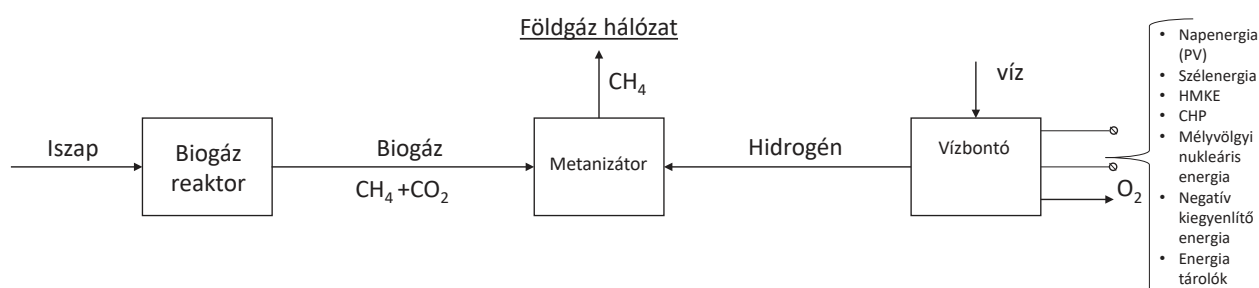 Földgáz hálózat
CH4
víz
Iszap
Biogáz
reaktor
Biogáz
CH4 +CO2
Metanizátor
Hidrogén
Vízbontó
O2
• Napenergia
(PV)
• Szélenergia
• HMKE
• CHP
• Mélyvölgyi
nukleáris
energia
• Negatív
kiegyenlítő
energia
• Energia
tárolók